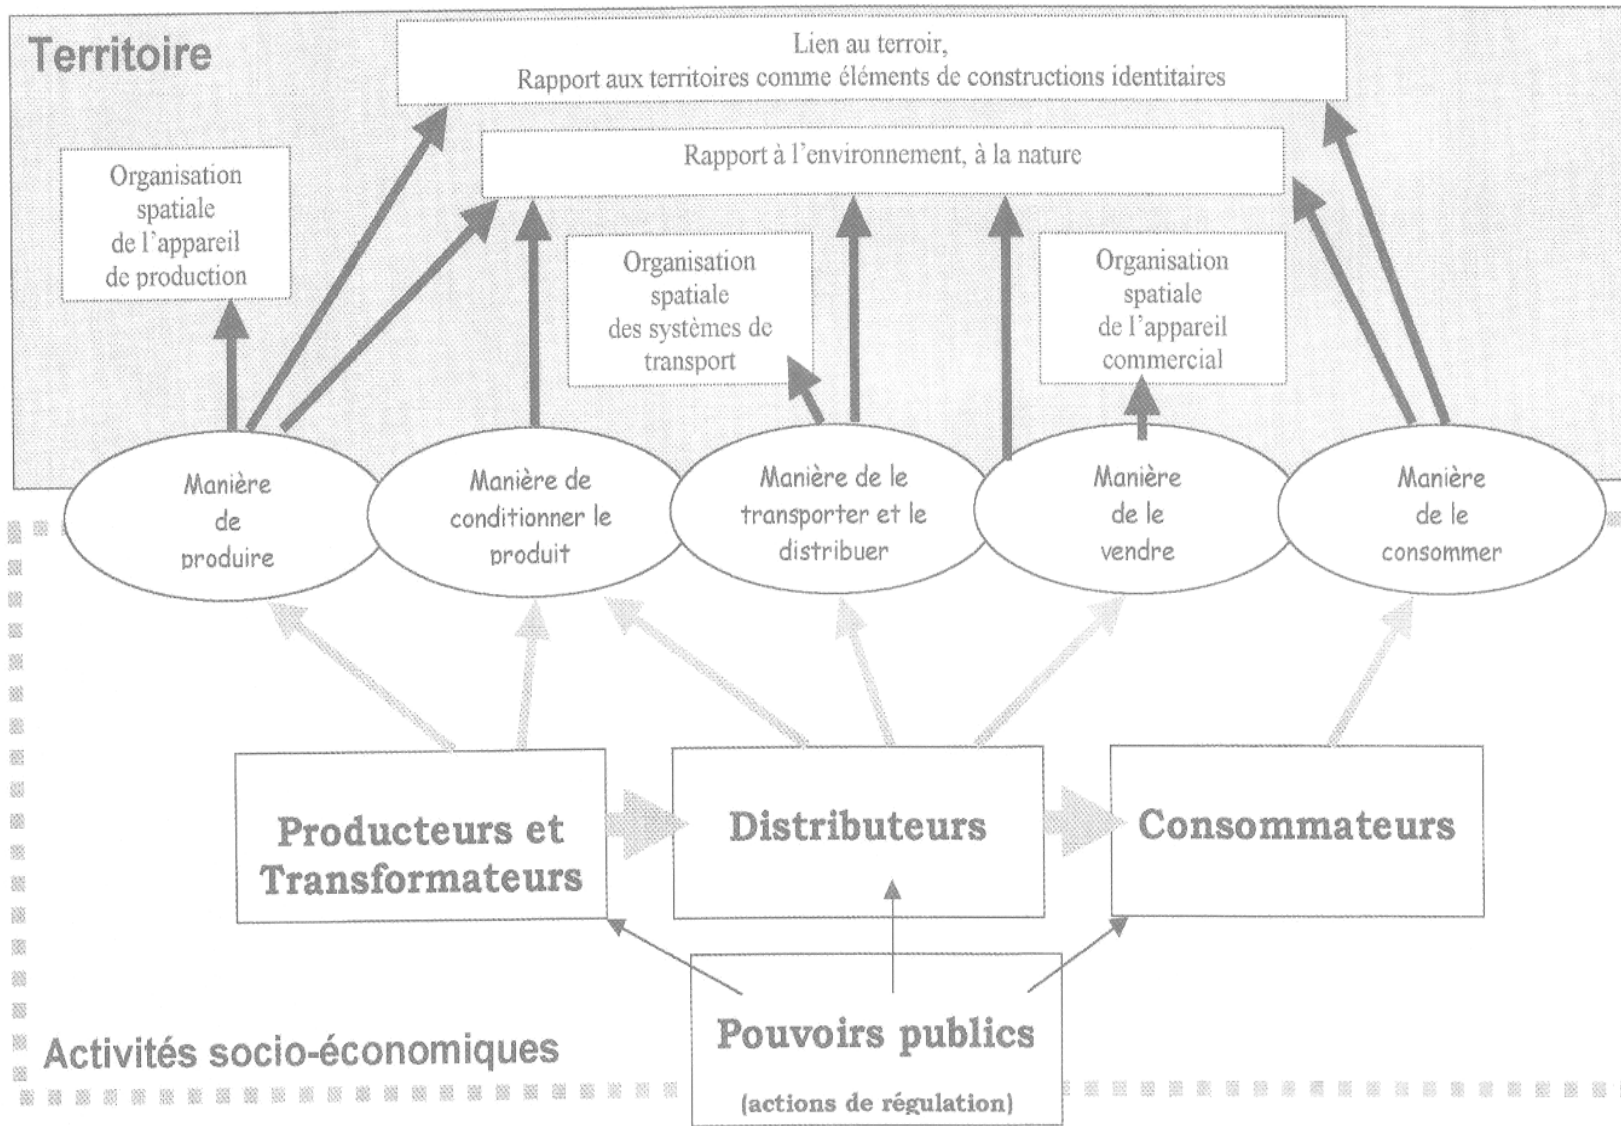 Territoire
Lien au terroir,
Rapport aux territoires comme éléments de constructions identitaires
Rapport à l'environnement, à la nature
Organisation
spatiale
de l'appareil
de production
Organisation
spatiale
des systèmes de
transport
Organisation
spatiale
de l'appareil
commercial
Manière
de
produire
Manière de
conditionner le
produit
Manière de le
transporter et le
distribuer
Manière
de le
vendre
Manière
de le
consommer
Producteurs et
Transformateurs
Distributeurs
Consommateurs
Pouvoirs publics
(actions de régulation)
Activités socio-économiques